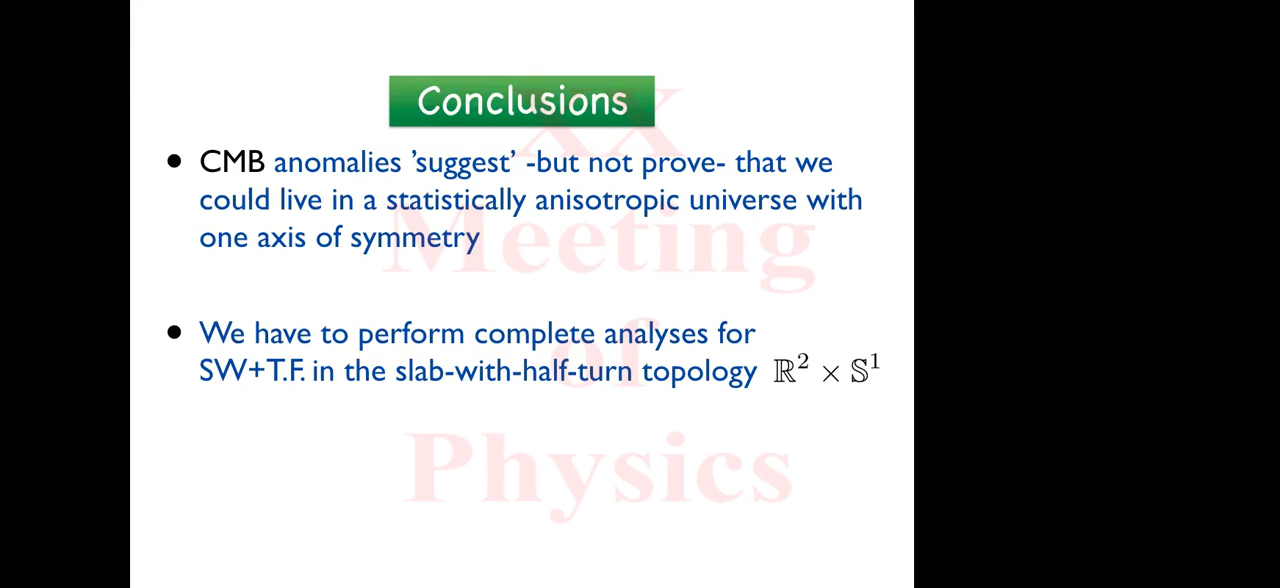 Conclusions
• CMB anomalies ’suggest’ -but not prove- that we
could live in a statistically anisotropic universe with
one axis of symmetry
• We have to perform complete analyses for
SW+T.F. in the slab-with-half-turn topology ℝ² × 𝕊¹
XX
Meeting
of
Physics